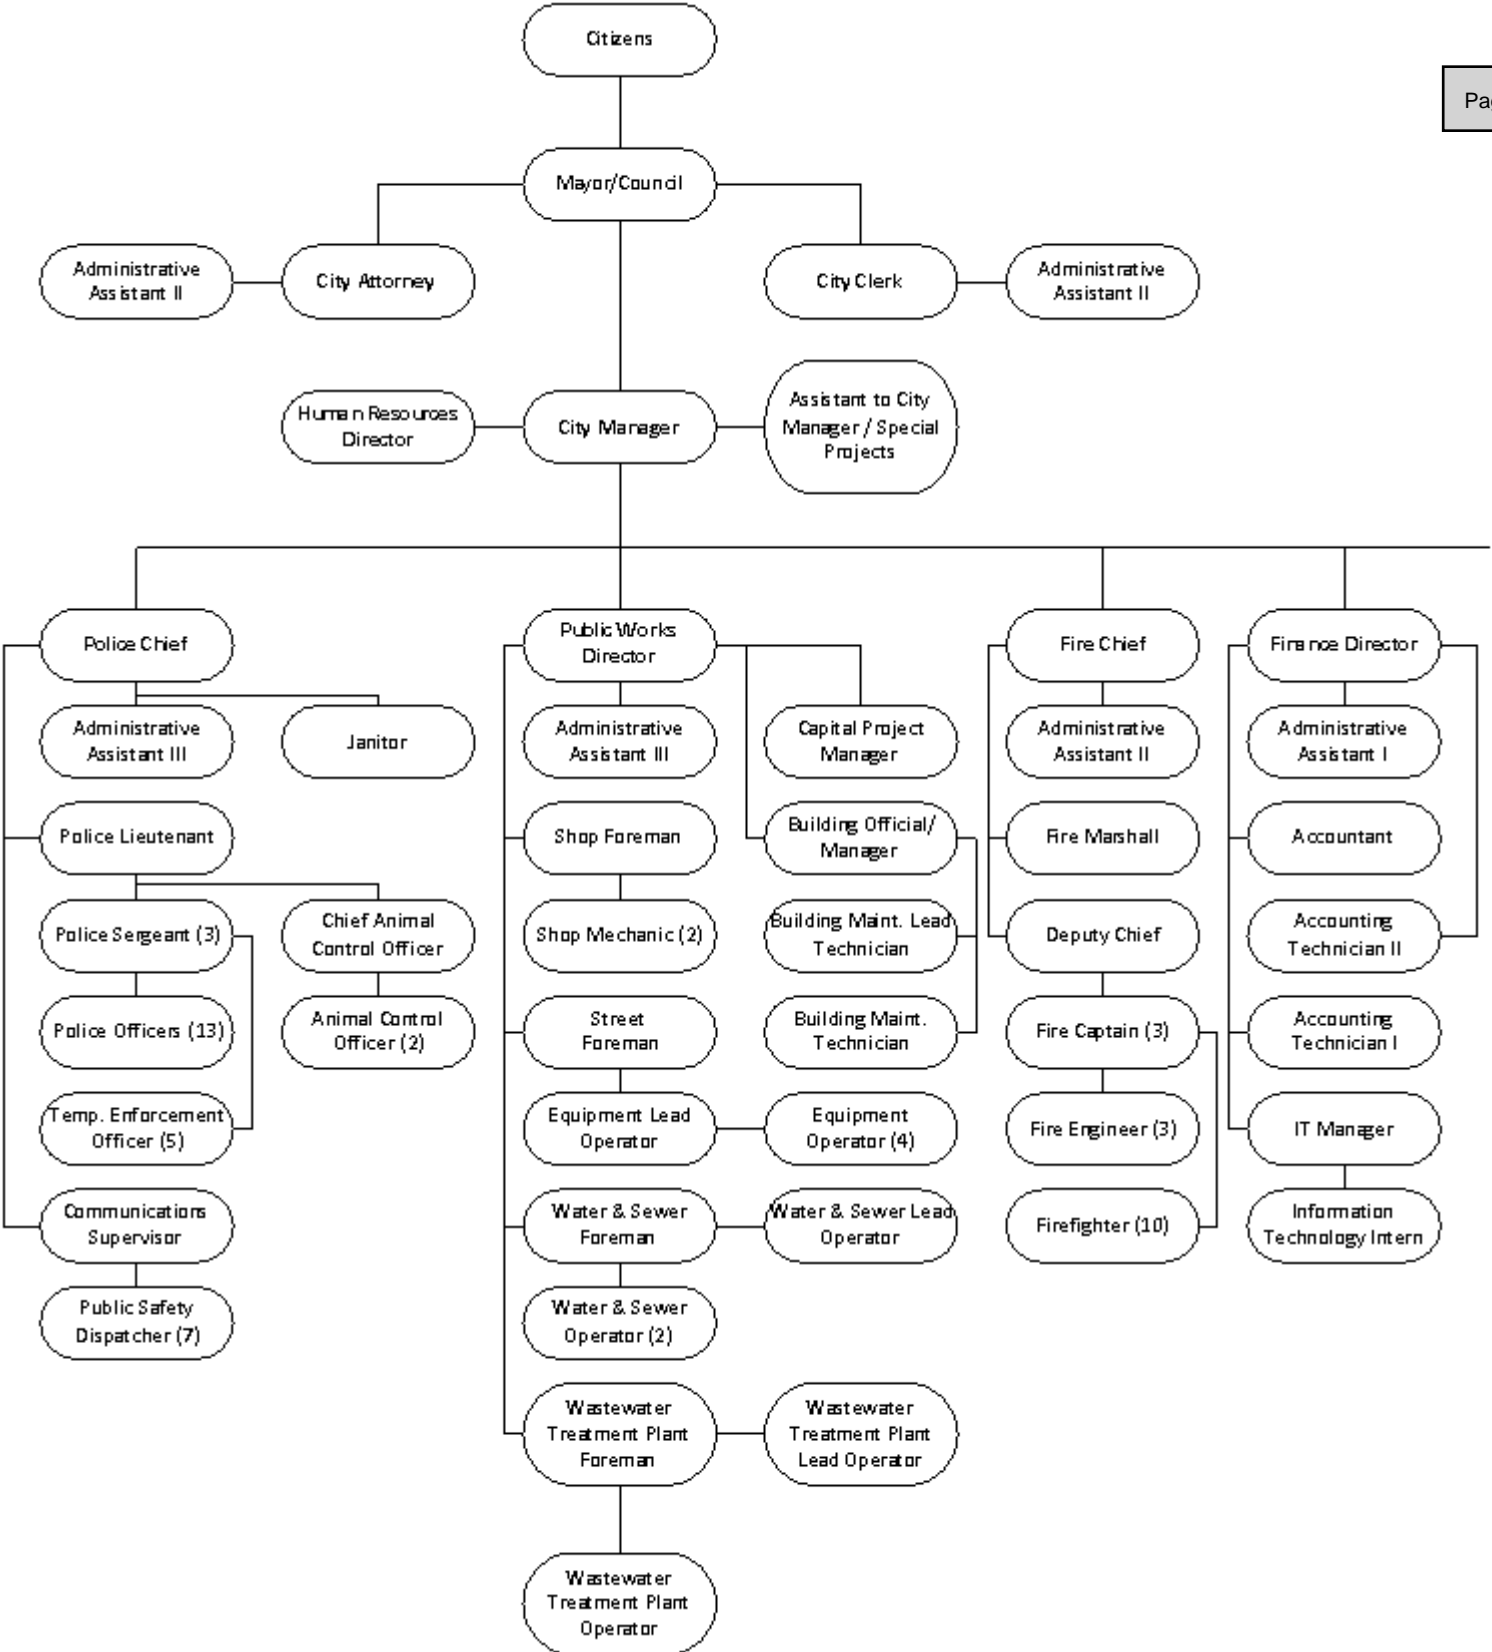 Citizens
Mayor/Council
Administrative
Assistant II
City Attorney
City Clerk
Administrative
Assistant II
Human Resources
Director
City Manager
Assistant to City
Manager / Special
Projects
Police Chief
Public Works
Director
Fire Chief
Finance Director
Administrative
Assistant III
Janitor
Administrative
Assistant III
Capital Project
Manager
Administrative
Assistant II
Administrative
Assistant I
Police Lieutenant
Shop Foreman
Building Official/
Manager
Fire Marshall
Accountant
Police Sergeant (3)
Chief Animal
Control Officer
Shop Mechanic (2)
Building Maint. Lead
Technician
Deputy Chief
Accounting
Technician II
Police Officers (13)
Animal Control
Officer (2)
Street
Foreman
Building Maint.
Technician
Fire Captain (3)
Accounting
Technician I
Temp. Enforcement
Officer (5)
Equipment Lead
Operator
Equipment
Operator (4)
Fire Engineer (3)
IT Manager
Communications
Supervisor
Water & Sewer
Foreman
Water & Sewer Lead
Operator
Firefighter (10)
Information
Technology Intern
Public Safety
Dispatcher (7)
Water & Sewer
Operator (2)
Wastewater
Treatment Plant
Foreman
Wastewater
Treatment Plant
Lead Operator
Wastewater
Treatment Plant
Operator